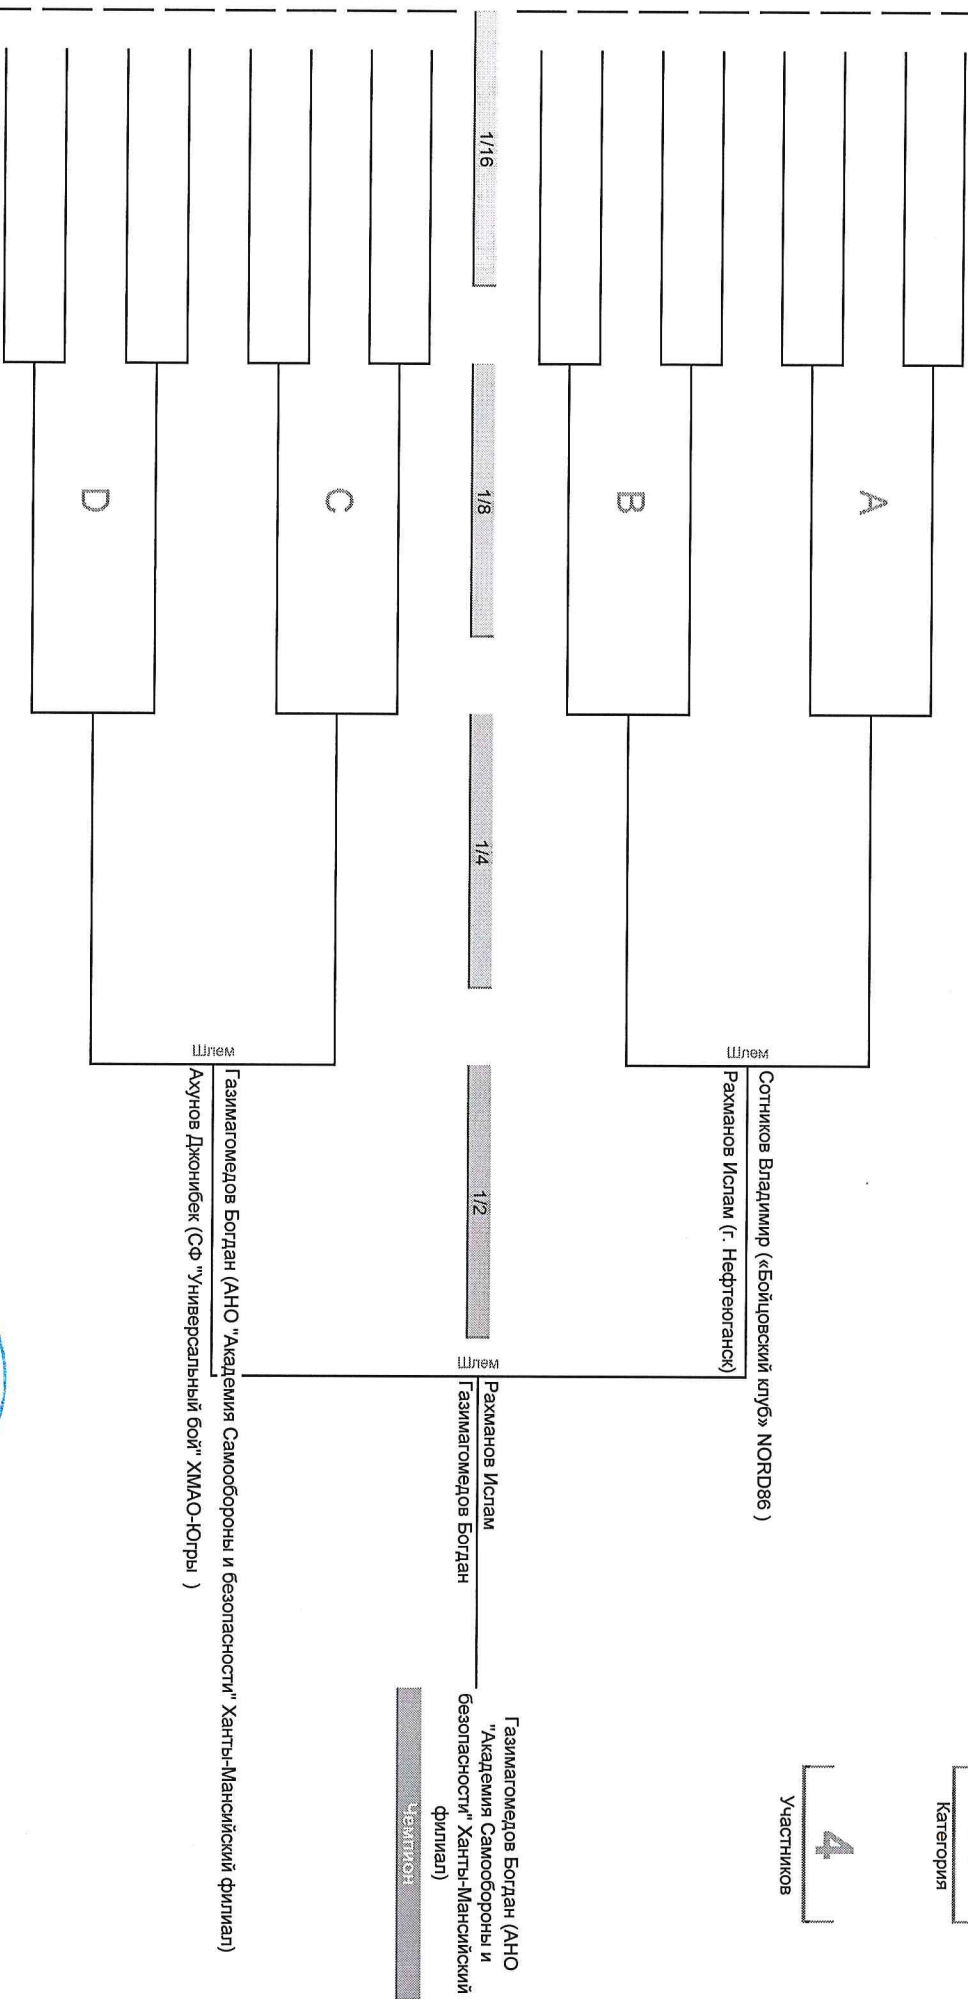 Категория
4
Участников
A
Шлем
Сотников Владимир («Бойцовский клуб» NORD86 )
Рахманов Ислам (г. Нефтеюганск)
B
1/16
1/8
1/4
1/2
Шлем
Рахманов Ислам
Газимагомедов Богдан
Газимагомедов Богдан (АНО
"Академия Самообороны и
безопасности" Ханты-Мансийский
филиал)
Чемпион
C
Шлем
Газимагомедов Богдан (АНО "Академия Самообороны и безопасности" Ханты-Мансийский филиал)
Ахунов Джонибек (СФ "Универсальный бой" ХМАО-Югры )
D